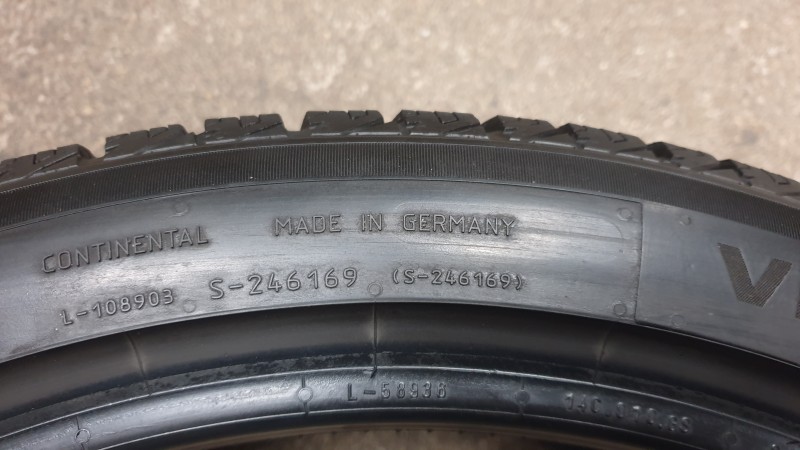 CONTINENTAL MADE IN GERMANY
L-108903 S-246169 (S-246169)
L-58938